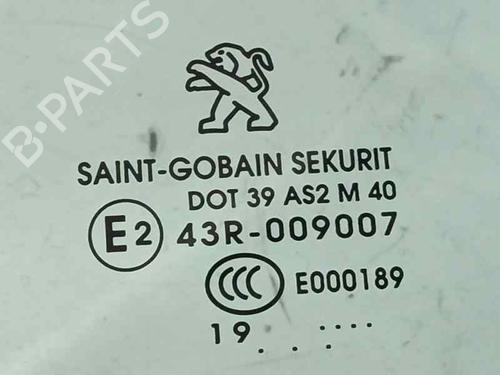 B-PARTS
SAINT-GOBAIN SEKURIT
DOT 39 AS2 M 40
E2 43R-009007
CCC E000189
19 . . .....